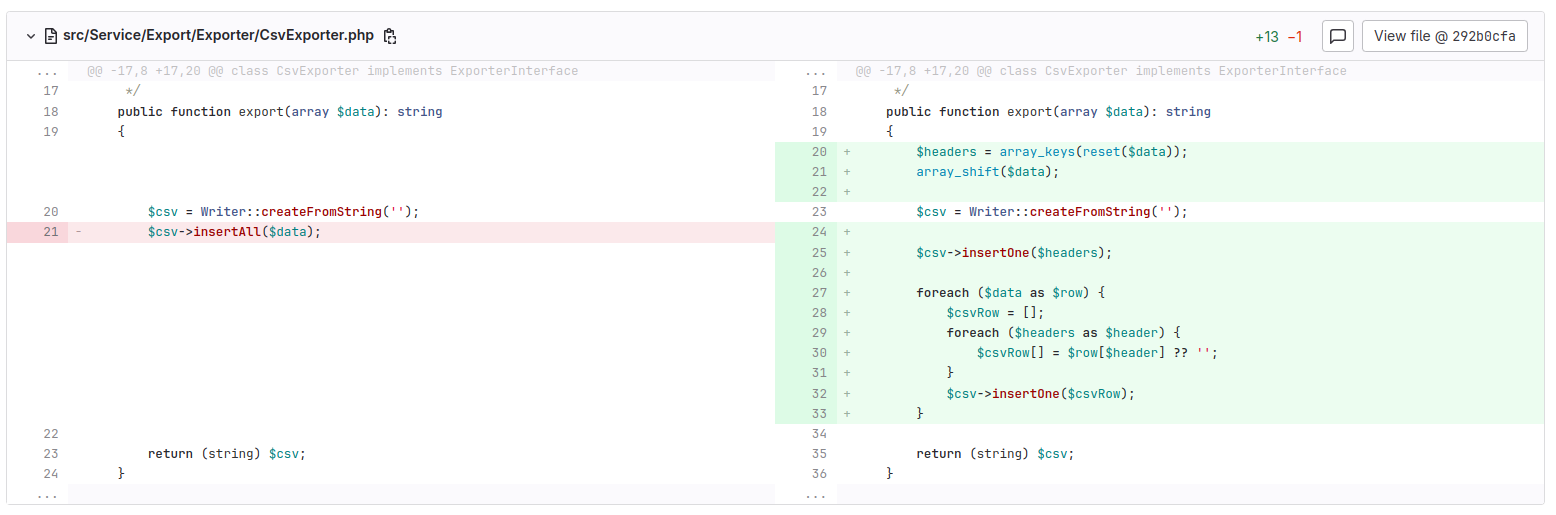 src/Service/Export/Exporter/CsvExporter.php +13 −1 View file @ 292b0cfa
... @@ -17,8 +17,20 @@ class CsvExporter implements ExporterInterface
17 */
18 public function export(array $data): string
19 {
20 $csv = Writer::createFromString('');
21 - $csv->insertAll($data);
22
23 return (string) $csv;
24 }
...
... @@ -17,8 +17,20 @@ class CsvExporter implements ExporterInterface
17 */
18 public function export(array $data): string
19 {
20 + $headers = array_keys(reset($data));
21 + array_shift($data);
22 +
23 $csv = Writer::createFromString('');
24 +
25 + $csv->insertOne($headers);
26 +
27 + foreach ($data as $row) {
28 + $csvRow = [];
29 + foreach ($headers as $header) {
30 + $csvRow[] = $row[$header] ?? '';
31 + }
32 + $csv->insertOne($csvRow);
33 + }
34
35 return (string) $csv;
36 }
...